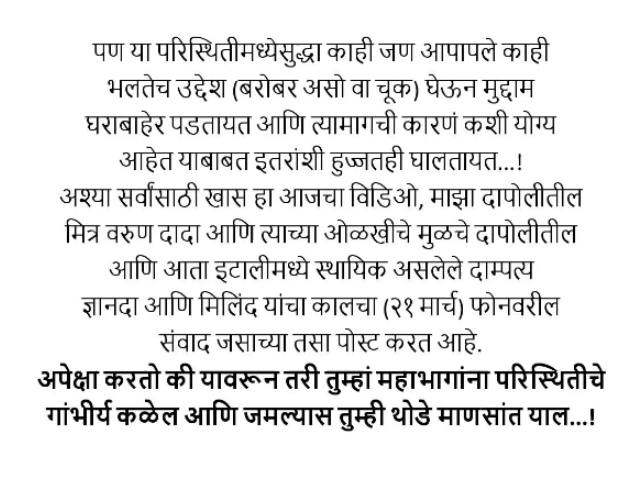 पण या परिस्थितीमध्येसुद्धा काही जण आपापले काही
भलतेच उद्देश (बरोबर असो वा चूक) घेऊन मुद्दाम
घराबाहेर पडतायत आणि त्यामागची कारणं कशी योग्य
आहेत याबाबत इतरांशी हुज्जतही घालतायत...!
अश्या सर्वांसाठी खास हा आजचा विडिओ, माझा दापोलीतील
मित्र वरुण दादा आणि त्याच्या ओळखीचे मुळचे दापोलीतील
आणि आता इटालीमध्ये स्थायिक असलेले दाम्पत्य
ज्ञानदा आणि मिलिंद यांचा कालचा (२१ मार्च) फोनवरील
संवाद जसाच्या तसा पोस्ट करत आहे.
अपेक्षा करतो की यावरून तरी तुम्हां महाभागांना परिस्थितीचे
गांभीर्य कळेल आणि जमल्यास तुम्ही थोडे माणसांत याल...!